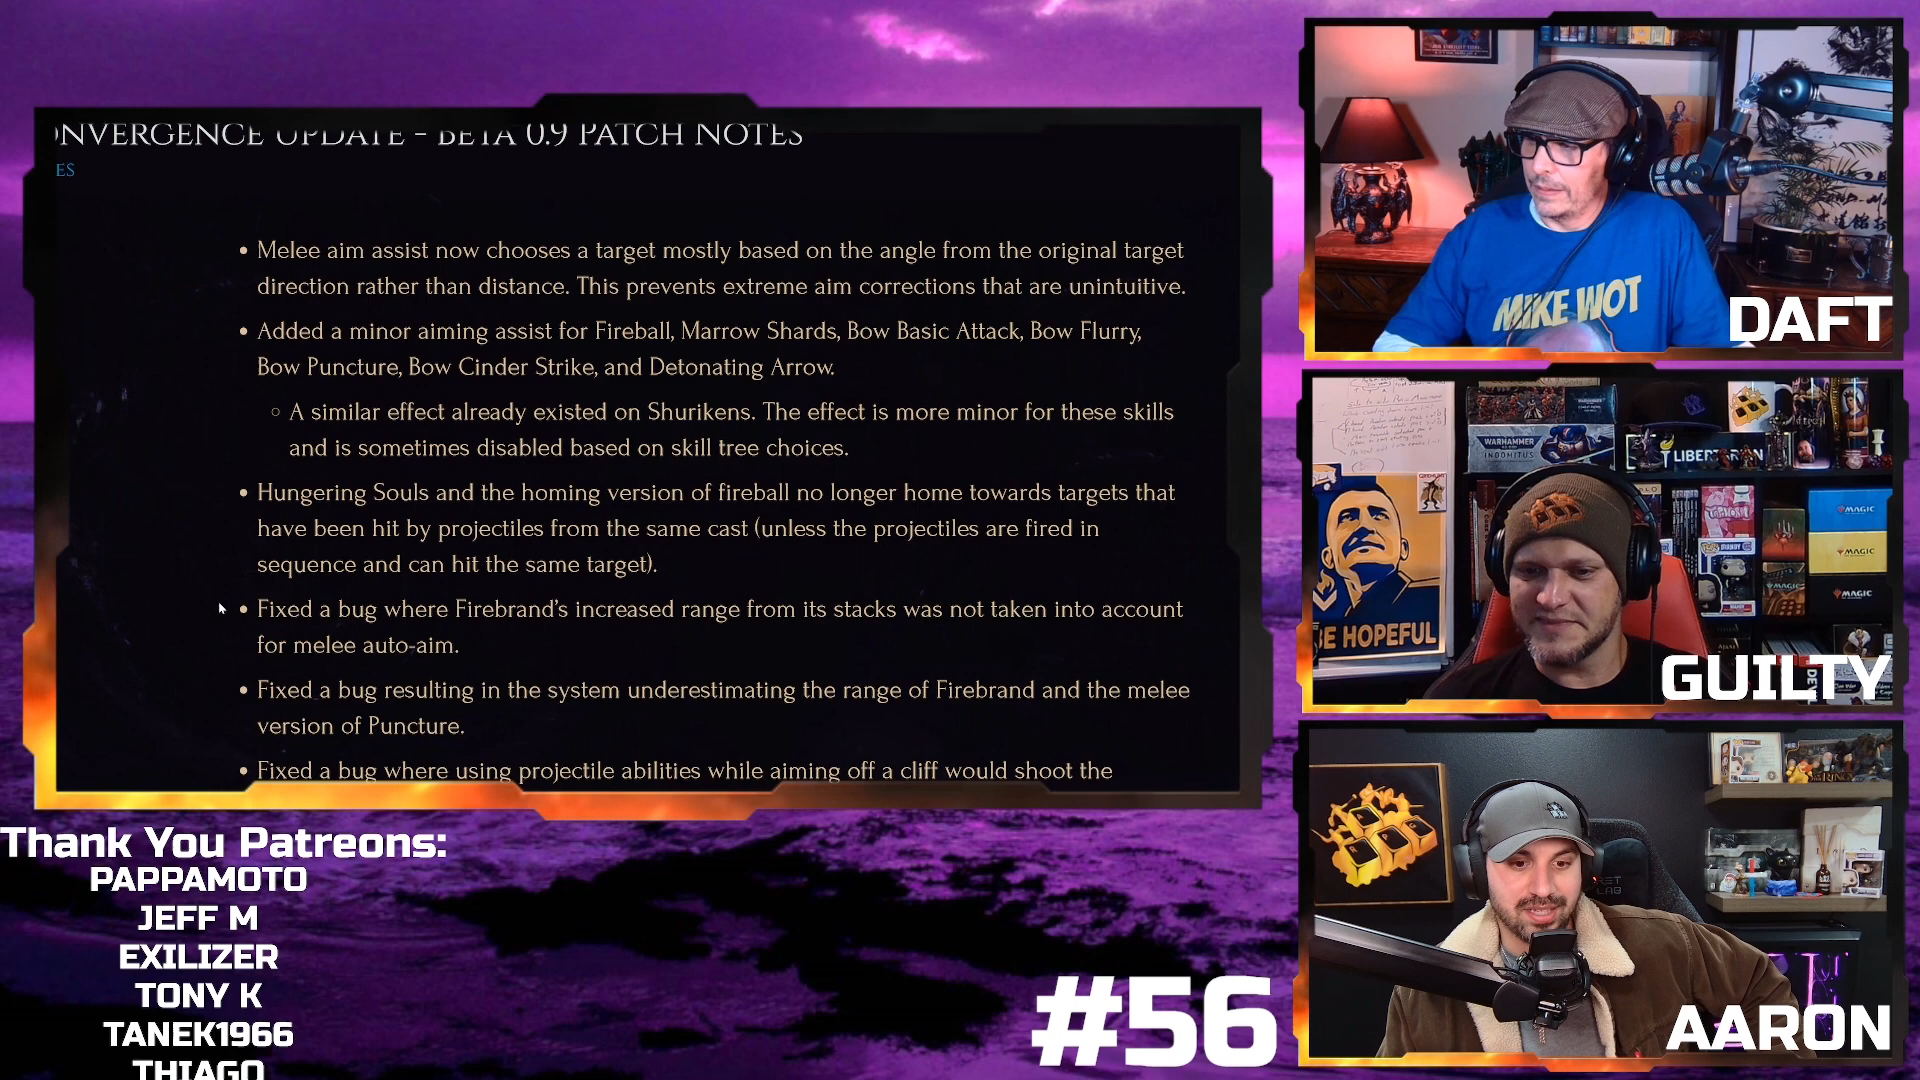 ONVERGENCE UPDATE - BETA 0.9 PATCH NOTES
ES
• Melee aim assist now chooses a target mostly based on the angle from the original target
direction rather than distance. This prevents extreme aim corrections that are unintuitive.
• Added a minor aiming assist for Fireball, Marrow Shards, Bow Basic Attack, Bow Flurry,
Bow Puncture, Bow Cinder Strike, and Detonating Arrow.
◦ A similar effect already existed on Shurikens. The effect is more minor for these skills
and is sometimes disabled based on skill tree choices.
• Hungering Souls and the homing version of fireball no longer home towards targets that
have been hit by projectiles from the same cast (unless the projectiles are fired in
sequence and can hit the same target).
• Fixed a bug where Firebrand’s increased range from its stacks was not taken into account
for melee auto-aim.
• Fixed a bug resulting in the system underestimating the range of Firebrand and the melee
version of Puncture.
• Fixed a bug where using projectile abilities while aiming off a cliff would shoot the
Thank You Patreons:
PAPPAMOTO
JEFF M
EXILIZER
TONY K
TANEK1966
THIAGO
#56
MIKE WOT
DAFT
WARHAMMER
INDOMITUS
LIBERTARIAN
MAGIC
MAGIC
MAGIC
BE HOPEFUL
GUILTY
AARON